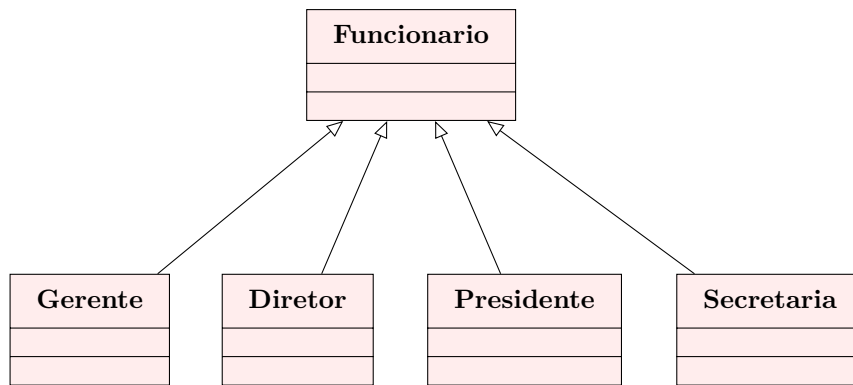 Funcionario
Gerente
Diretor
Presidente
Secretaria